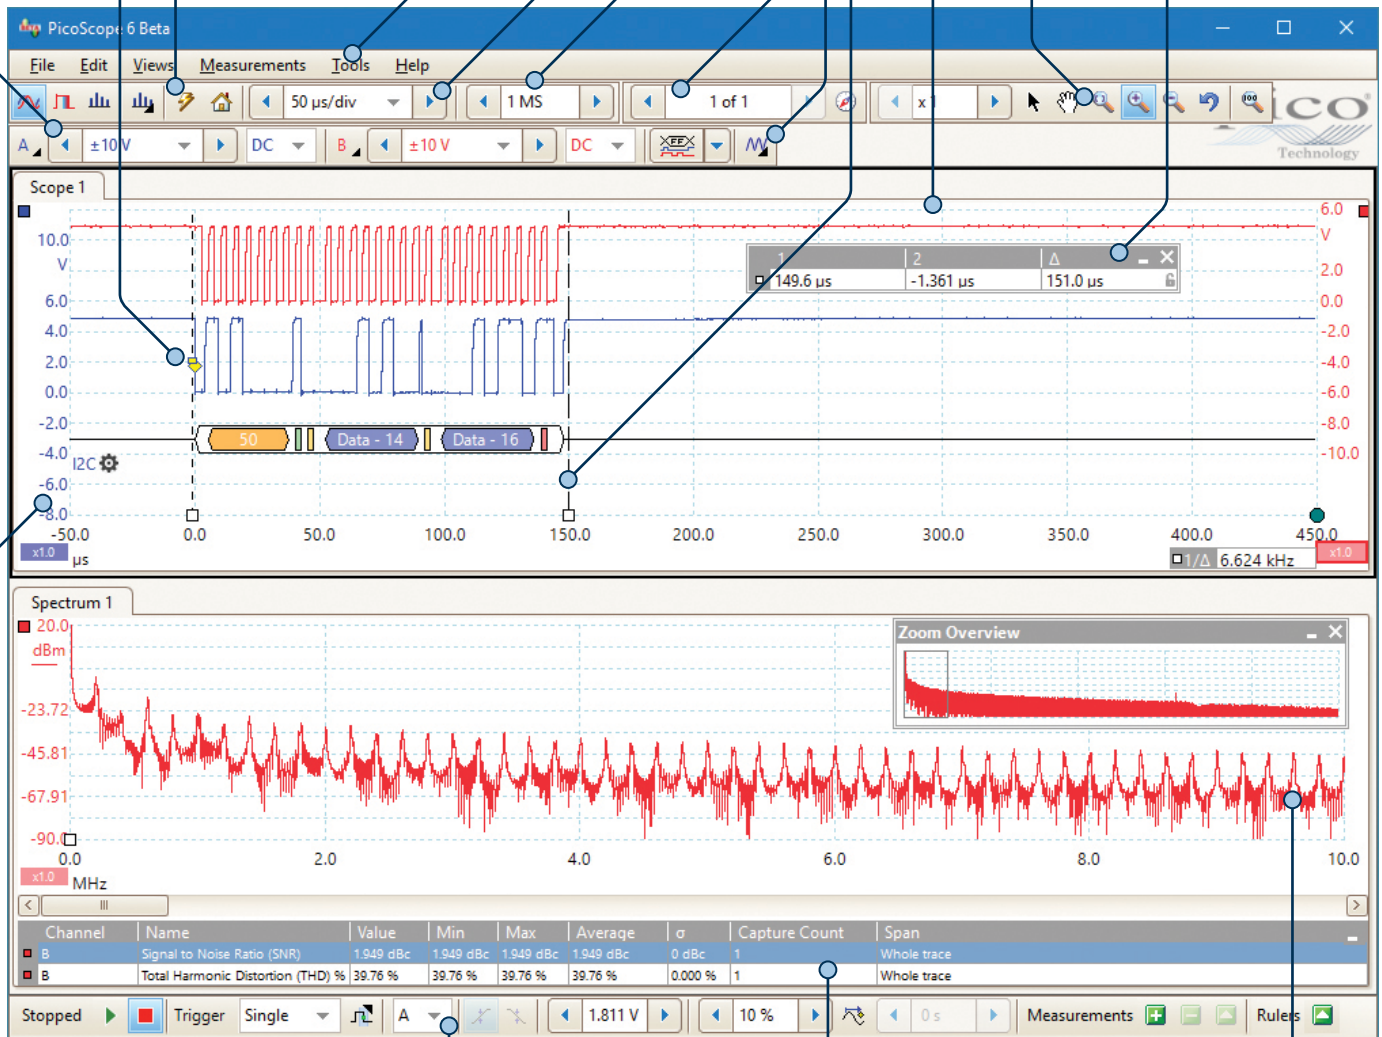 PicoScope 6 Beta
File Edit Views Measurements Tools Help
50 µs/div 1 MS 1 of 1 x 1
pico
Technology
A ±10 V DC B ±10 V DC
Scope 1
10.0
V
6.0
4.0
2.0
0.0
-2.0
-4.0
-6.0
-8.0
6.0
V
2.0
0.0
-2.0
-4.0
-6.0
-8.0
-10.0
1 2 Δ
149.6 µs -1.361 µs 151.0 µs
50 Data - 14 Data - 16
I2C
-50.0 0.0 50.0 100.0 150.0 200.0 250.0 300.0 350.0 400.0 450.0
x1.0 µs
1/Δ 6.624 kHz x1.0
Spectrum 1
20.0
dBm
-23.72
-45.81
-67.91
-90.0
Zoom Overview
0.0 2.0 4.0 6.0 8.0 10.0
x1.0 MHz
Channel Name Value Min Max Average σ Capture Count Span
B Signal to Noise Ratio (SNR) 1.949 dBc 1.949 dBc 1.949 dBc 1.949 dBc 0 dBc 1 Whole trace
B Total Harmonic Distortion (THD) % 39.76 % 39.76 % 39.76 % 39.76 % 0.000 % 1 Whole trace
Stopped Trigger Single A 1.811 V 10 % 0 s Measurements Rulers